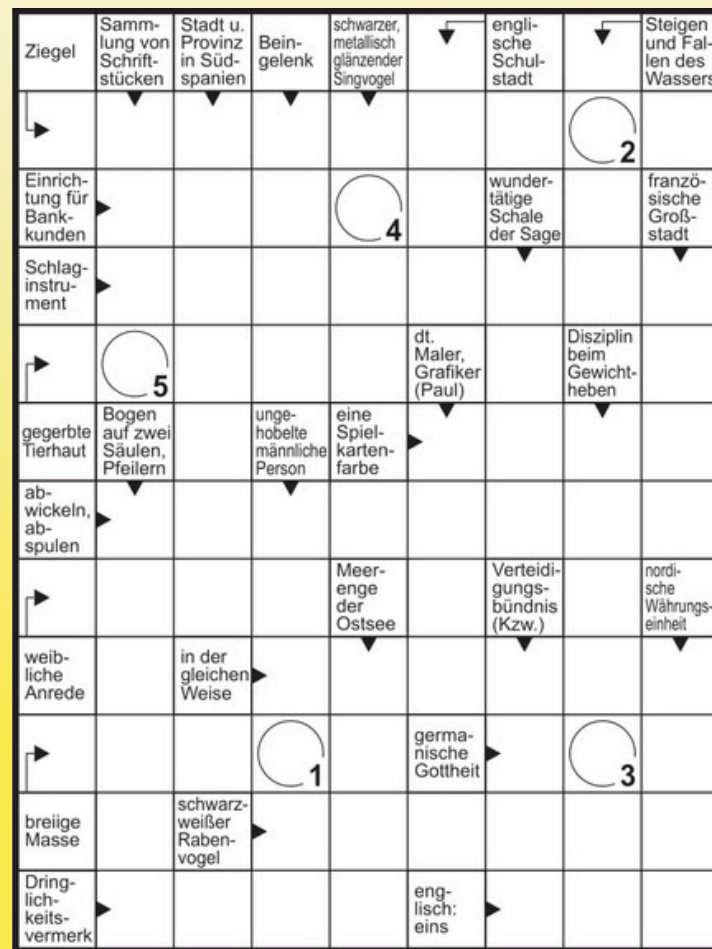 Ziegel
Samm-
lung von
Schrift-
stücken
Stadt u.
Provinz
in Süd-
spanien
Bein-
gelenk
schwarzer,
metallisch
glänzender
Singvogel
engli-
sche
Schul-
stadt
Steigen
und Fal-
len des
Wassers
2
Einrich-
tung für
Bank-
kunden
4
wunder-
tätige
Schale
der Sage
franzö-
sische
Groß-
stadt
Schlag-
instru-
ment
5
dt.
Maler,
Grafiker
(Paul)
Disziplin
beim
Gewicht-
heben
gegerbte
Tierhaut
Bogen
auf zwei
Säulen,
Pfeilern
unge-
hobelte
männliche
Person
eine
Spiel-
karten-
farbe
ab-
wickeln,
ab-
spulen
Meer-
enge
der
Ostsee
Verteidi-
gungs-
bündnis
(Kzw.)
nordi-
sche
Währungs-
einheit
weib-
liche
Anrede
in der
gleichen
Weise
1
germa-
nische
Gottheit
3
breiige
Masse
schwarz-
weißer
Raben-
vogel
Dring-
lich-
keits-
vermerk
eng-
lisch:
eins